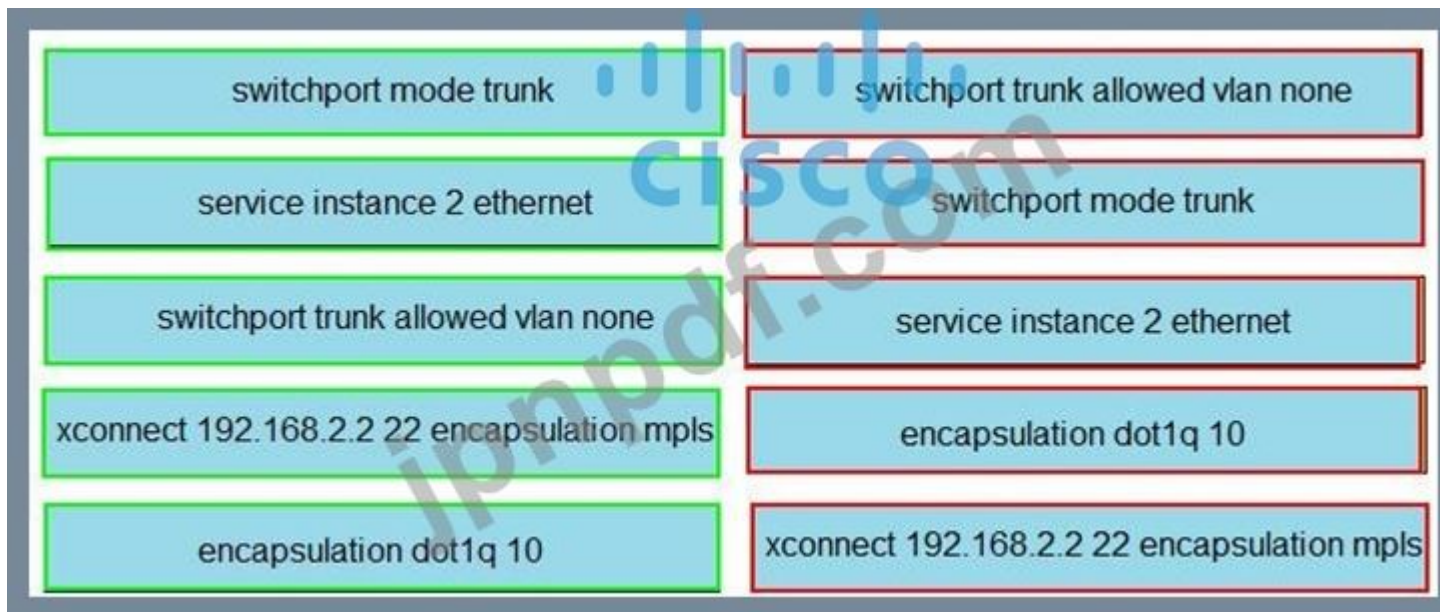 switchport mode trunk
switchport trunk allowed vlan none
CISCO
service instance 2 ethernet
switchport mode trunk
switchport trunk allowed vlan none
service instance 2 ethernet
jpnpdf.com
xconnect 192.168.2.2 22 encapsulation mpls
encapsulation dot1q 10
encapsulation dot1q 10
xconnect 192.168.2.2 22 encapsulation mpls